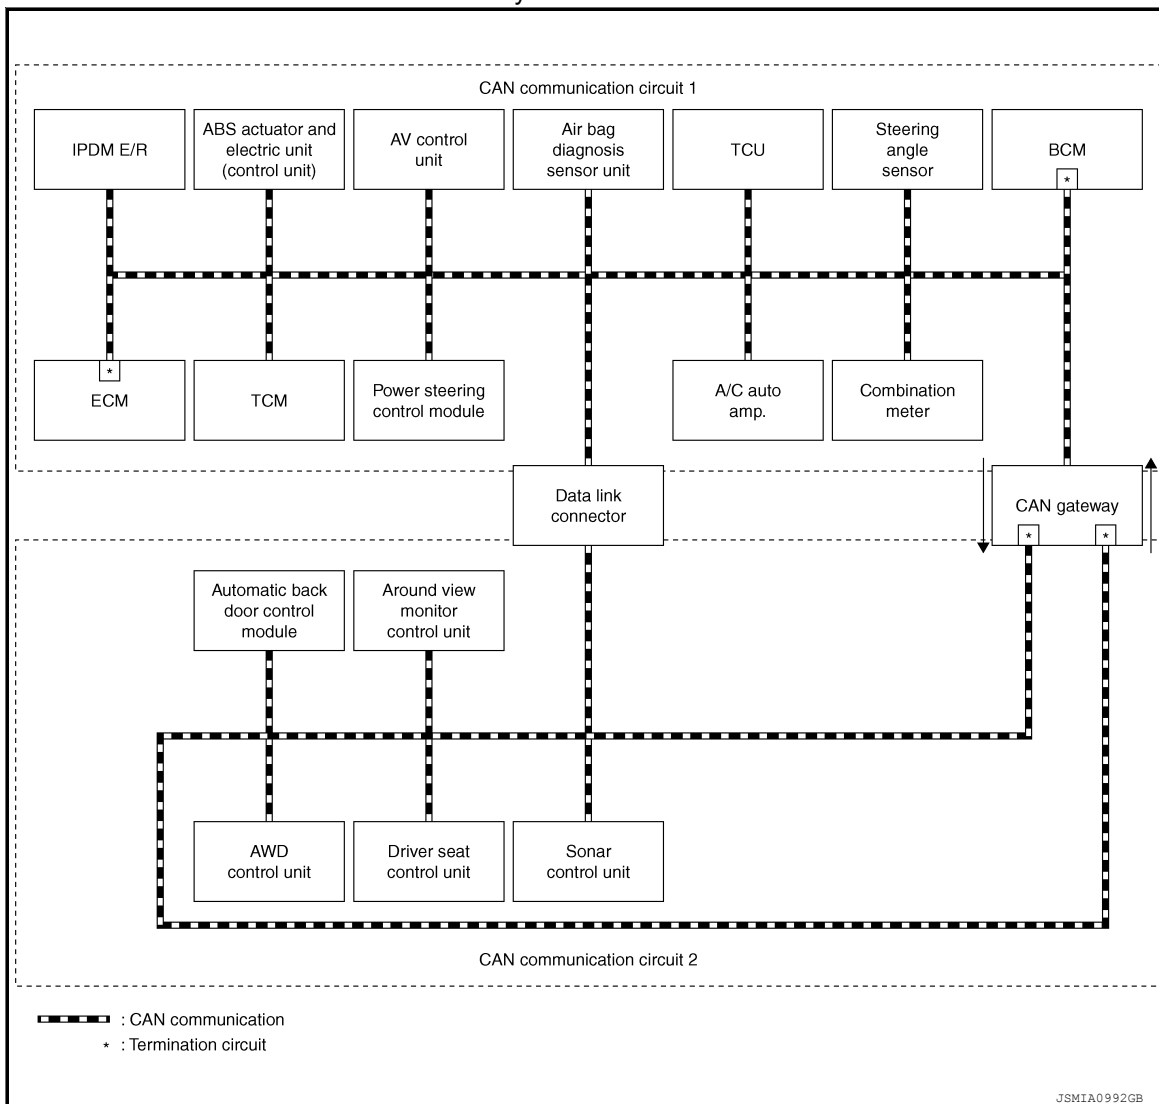 CAN communication circuit 1
IPDM E/R
ABS actuator and
electric unit
(control unit)
AV control
unit
Air bag
diagnosis
sensor unit
TCU
Steering
angle
sensor
BCM
*
*
ECM
TCM
Power steering
control module
A/C auto
amp.
Combination
meter
Data link
connector
CAN gateway
* *
Automatic back
door control
module
Around view
monitor
control unit
AWD
control unit
Driver seat
control unit
Sonar
control unit
CAN communication circuit 2
: CAN communication
* : Termination circuit
JSMIA0992GB